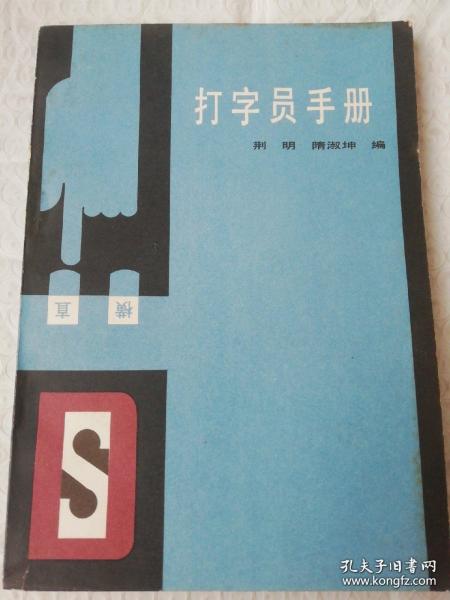 打字员手册
荆 明 隋淑坤 编
直 横
S
孔夫子旧书网
www.kongfz.com